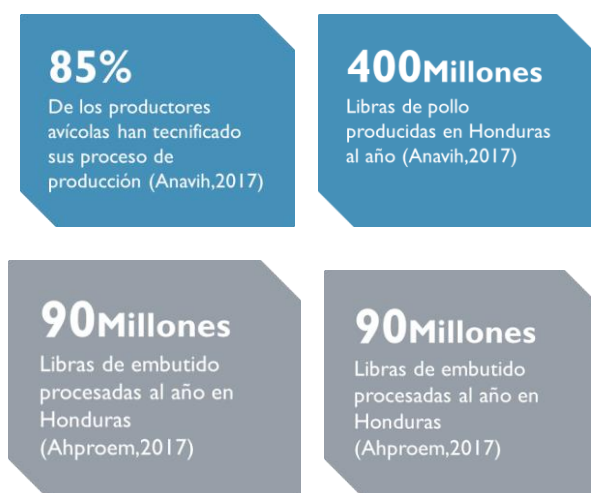 85%
De los productores
avícolas han tecnificado
sus proceso de
producción (Anavih,2017)
400Millones
Libras de pollo
producidas en Honduras
al año (Anavih,2017)
90Millones
Libras de embutido
procesadas al año en
Honduras
(Ahproem,2017)
90Millones
Libras de embutido
procesadas al año en
Honduras
(Ahproem,2017)